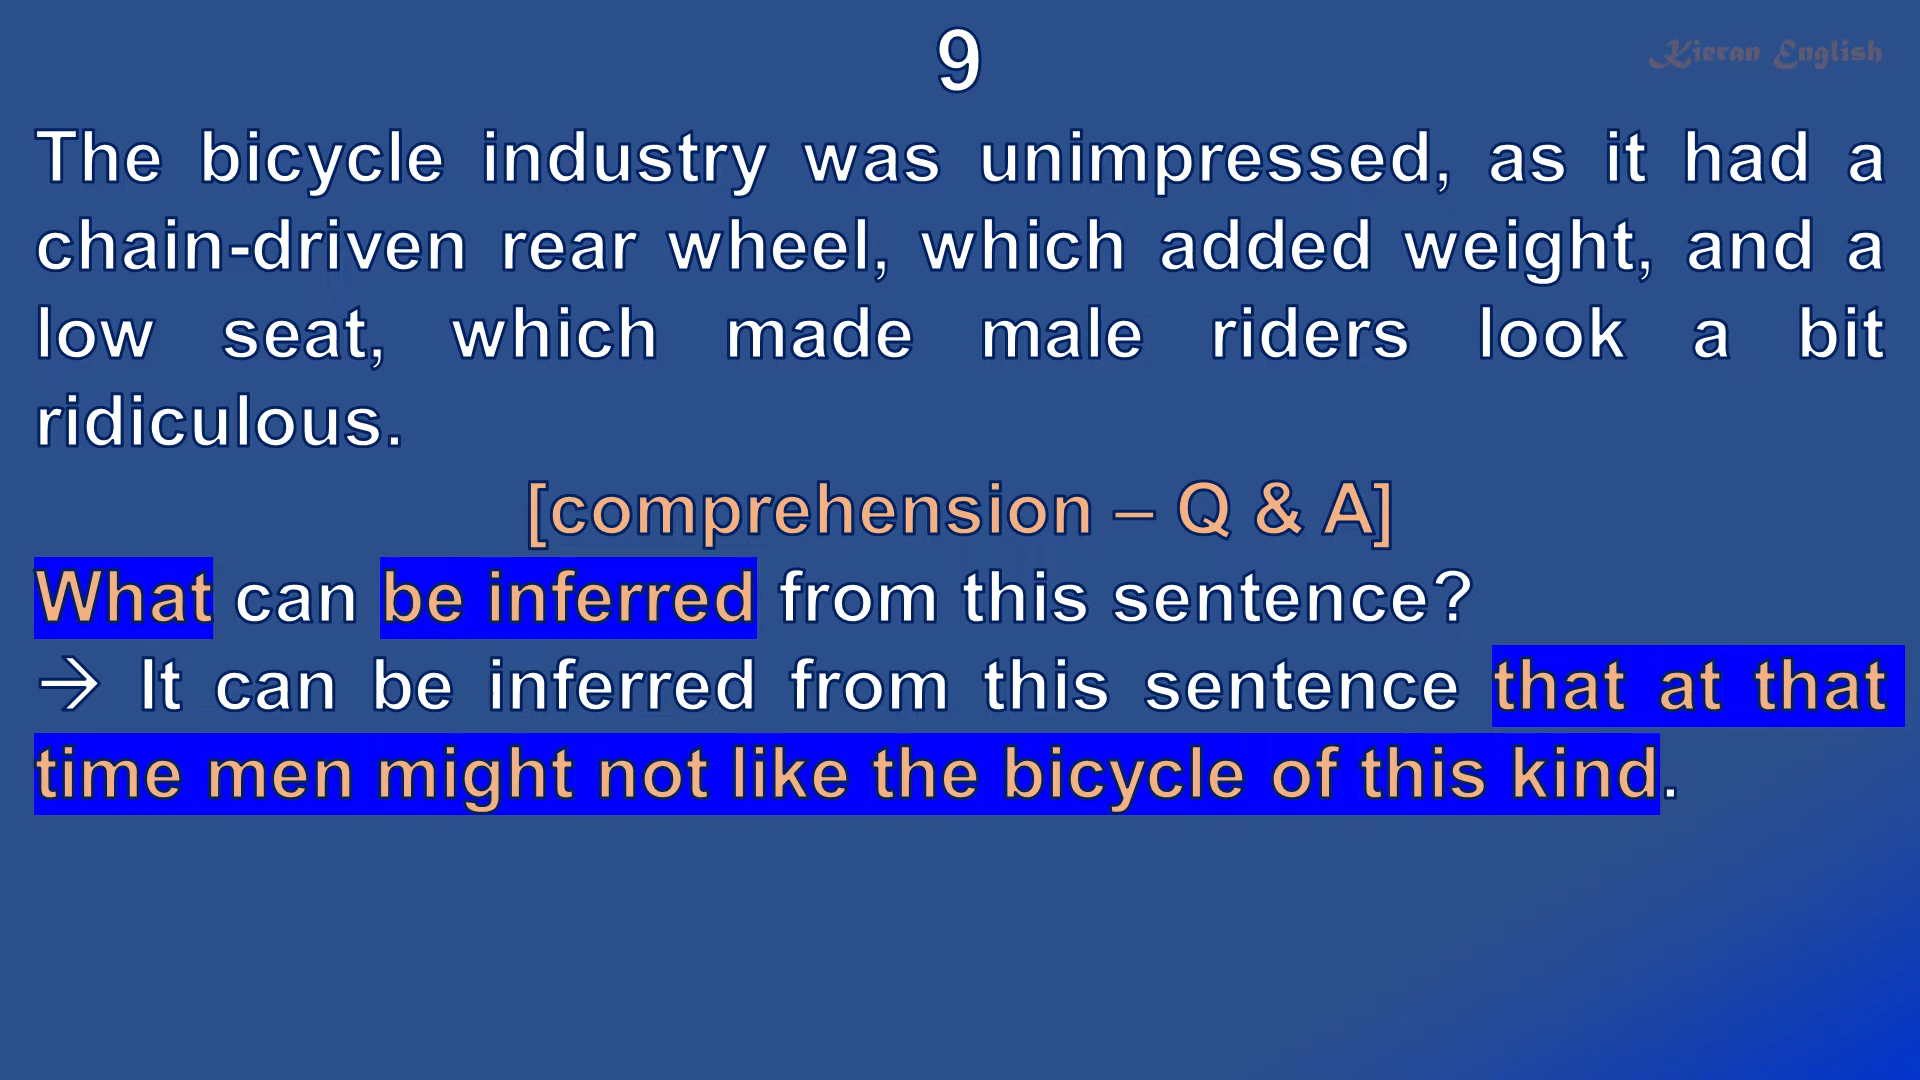 9
Kieran English
The bicycle industry was unimpressed, as it had a
chain-driven rear wheel, which added weight, and a
low seat, which made male riders look a bit
ridiculous.
[comprehension – Q & A]
What can be inferred from this sentence?
→ It can be inferred from this sentence that at that
time men might not like the bicycle of this kind.